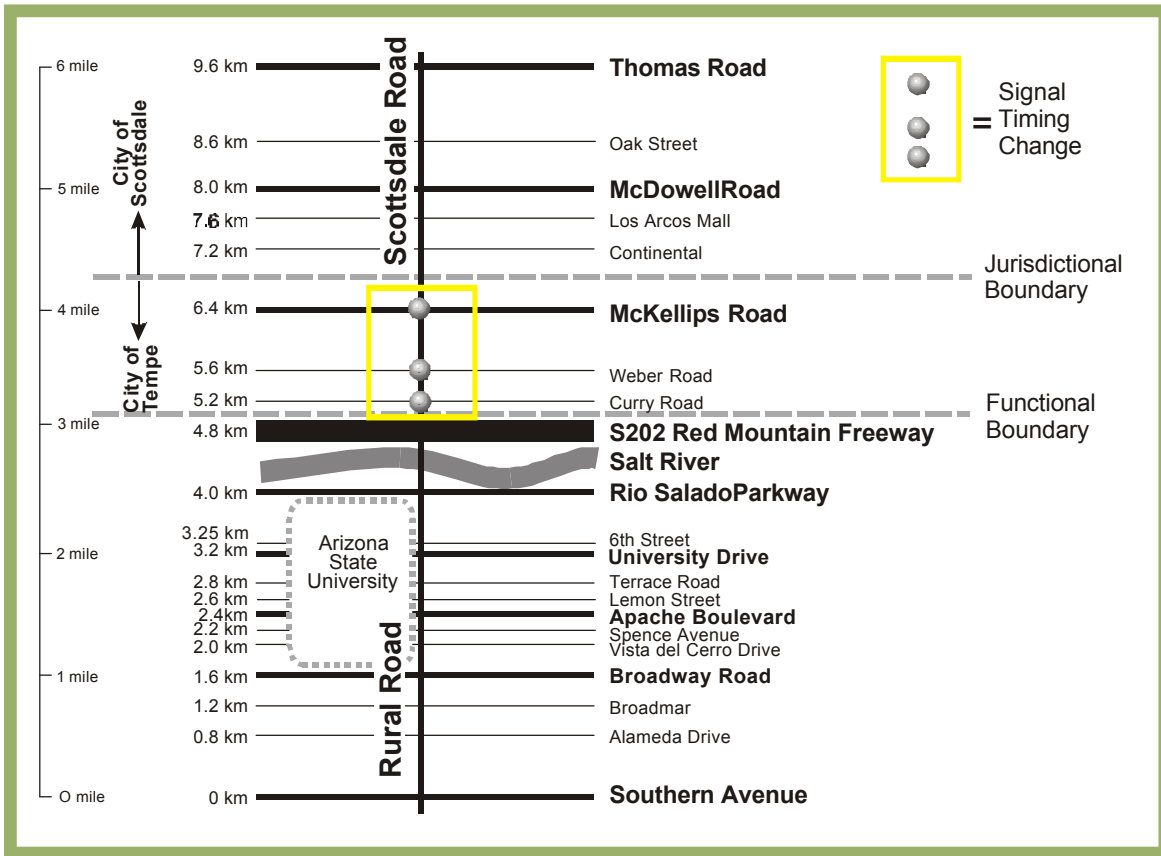 6 mile
9.6 km
Thomas Road
Scottsdale Road
Signal
Timing
Change
=
City of
Scottsdale
8.6 km
Oak Street
5 mile
8.0 km
McDowellRoad
7.6 km
Los Arcos Mall
7.2 km
Continental
Jurisdictional
Boundary
4 mile
6.4 km
McKellips Road
City of
Tempe
5.6 km
Weber Road
5.2 km
Curry Road
Functional
Boundary
3 mile
4.8 km
S202 Red Mountain Freeway
Salt River
4.0 km
Rio SaladoParkway
Arizona
State
University
3.25 km
6th Street
2 mile
3.2 km
University Drive
2.8 km
Terrace Road
2.6 km
Lemon Street
2.4km
Apache Boulevard
2.2 km
Spence Avenue
2.0 km
Vista del Cerro Drive
Rural Road
1 mile
1.6 km
Broadway Road
1.2 km
Broadmar
0.8 km
Alameda Drive
O mile
0 km
Southern Avenue